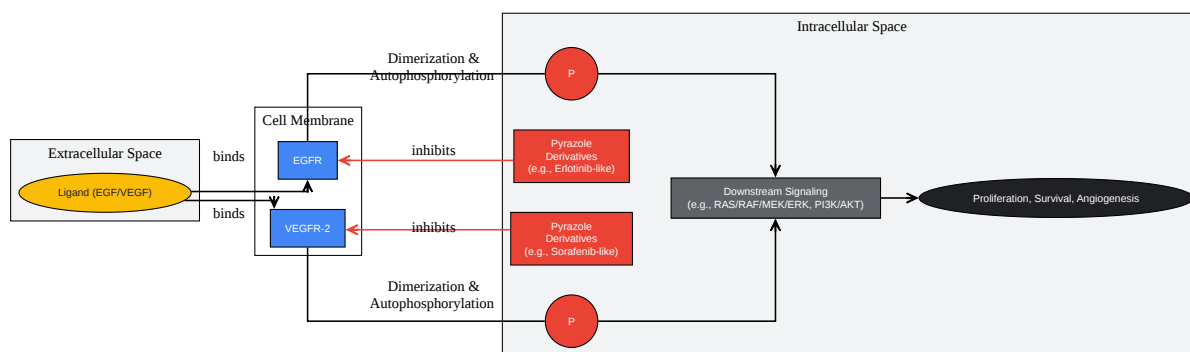 Intracellular Space
Dimerization &
Autophosphorylation
P
Cell Membrane
Extracellular Space
binds
EGFR
inhibits
Pyrazole
Derivatives
(e.g., Erlotinib-like)
Ligand (EGF/VEGF)
Downstream Signaling
(e.g., RAS/RAF/MEK/ERK, PI3K/AKT)
Proliferation, Survival, Angiogenesis
binds
VEGFR-2
inhibits
Pyrazole
Derivatives
(e.g., Sorafenib-like)
Dimerization &
Autophosphorylation
P